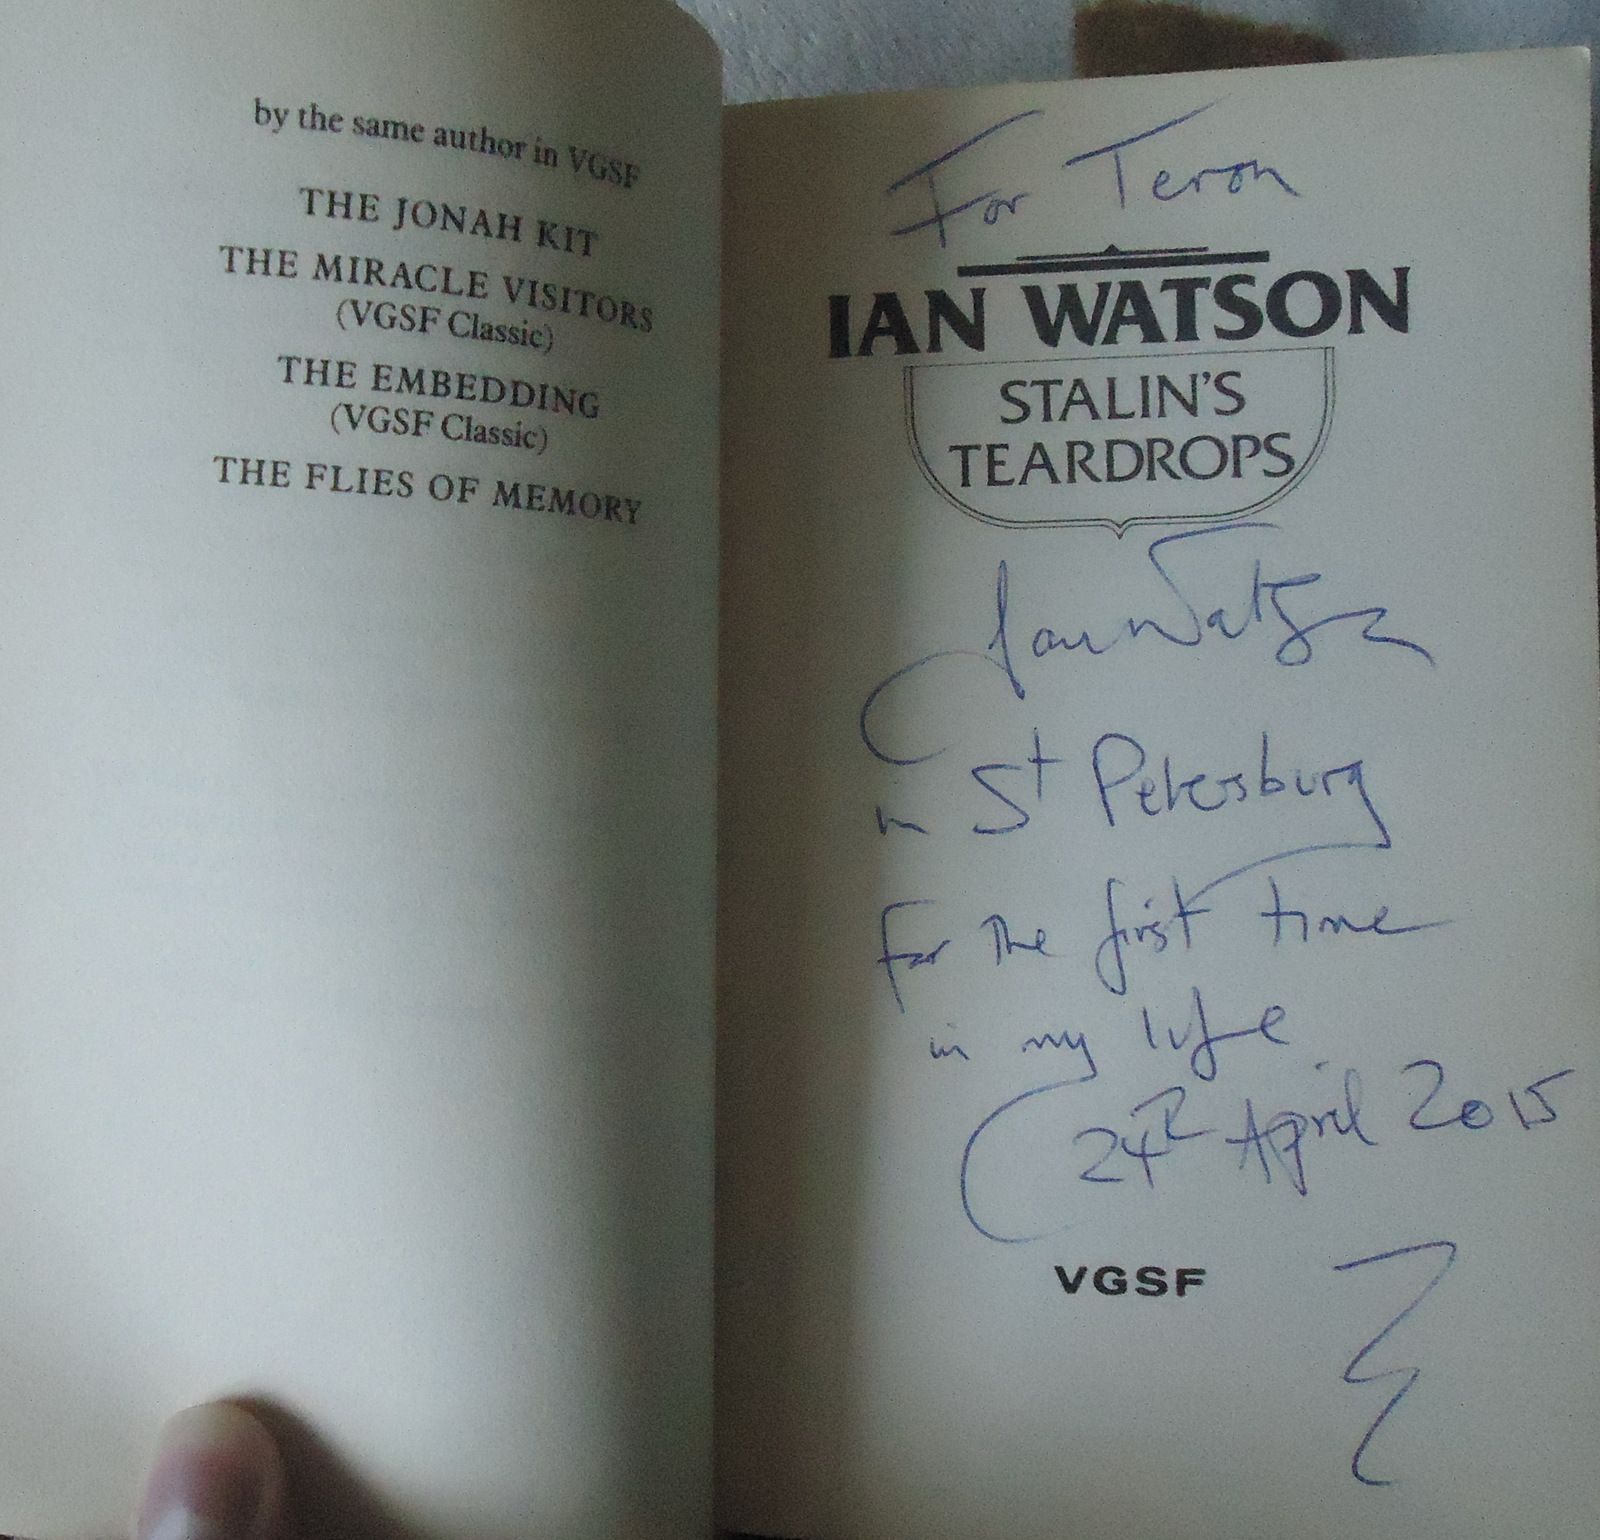 by the same author in VGSF
THE JONAH KIT
THE MIRACLE VISITORS
(VGSF Classic)
THE EMBEDDING
(VGSF Classic)
THE FLIES OF MEMORY
For Teron
IAN WATSON
STALIN'S
TEARDROPS
Ian Watson
in St Petersburg
for the first time
in my life
24th April 2015
VGSF